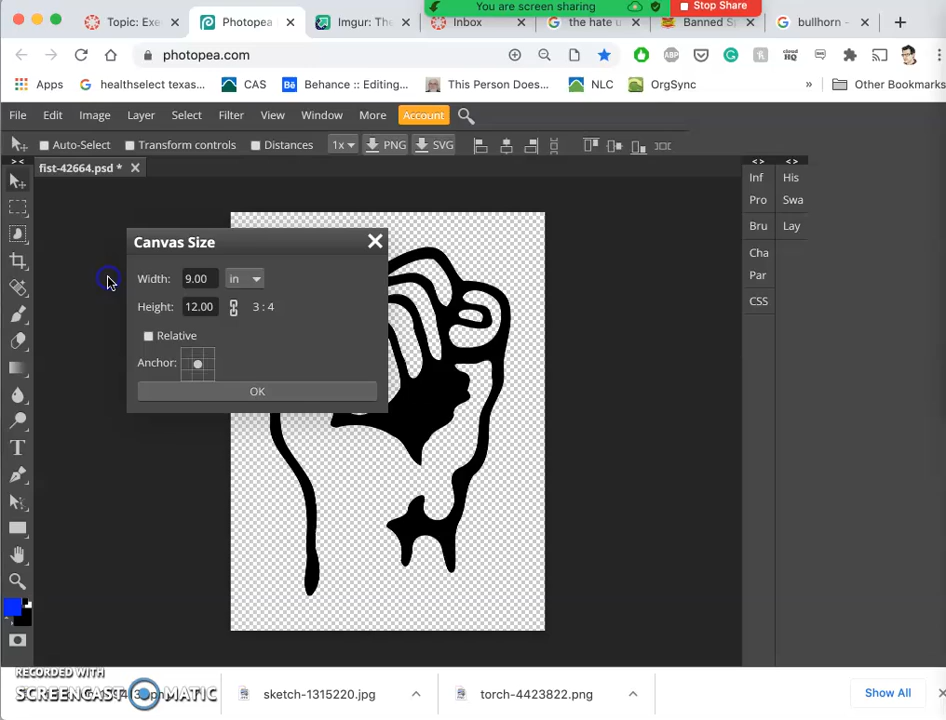 You are screen sharing
Stop Share
Topic: Exe
Photopea
Imgur: The
Inbox
the hate u
Banned S
bullhorn -
photopea.com
Apps
healthselect texas...
CAS
Behance :: Editing...
This Person Does...
NLC
OrgSync
»
Other Bookmarks
File Edit Image Layer Select Filter View Window More Account
Auto-Select Transform controls Distances 1x PNG SVG
fist-42664.psd *
> <
< > < >
Inf His
Pro Swa
Bru Lay
Cha
Par
CSS
Canvas Size
Width: 9.00 in
Height: 12.00 3 : 4
Relative
Anchor:
OK
RECORDED WITH
SCREENCAST MATIC
sketch-1315220.jpg
torch-4423822.png
Show All